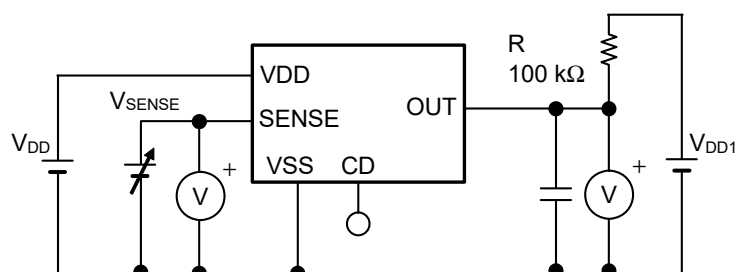 R
100 kΩ
VDD
OUT
VSENSE
SENSE
VDD
VDD1
VSS
CD
+
V
+
V